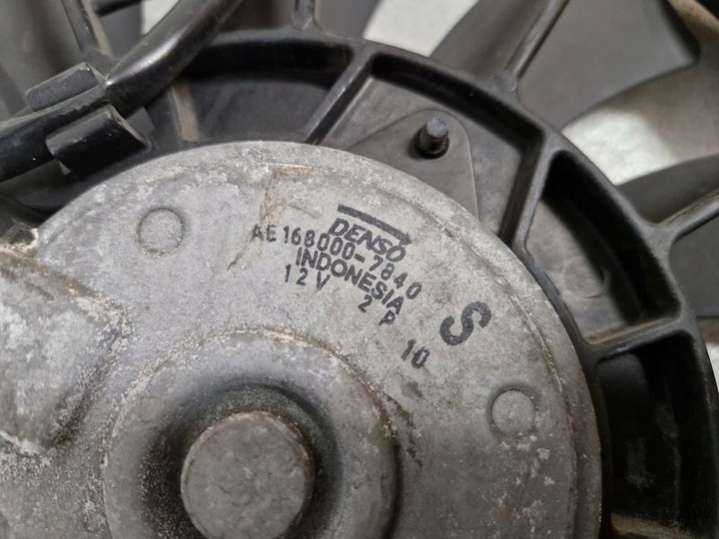 DENSO
AE168000-7840
INDONESIA
12V 2P 10
S